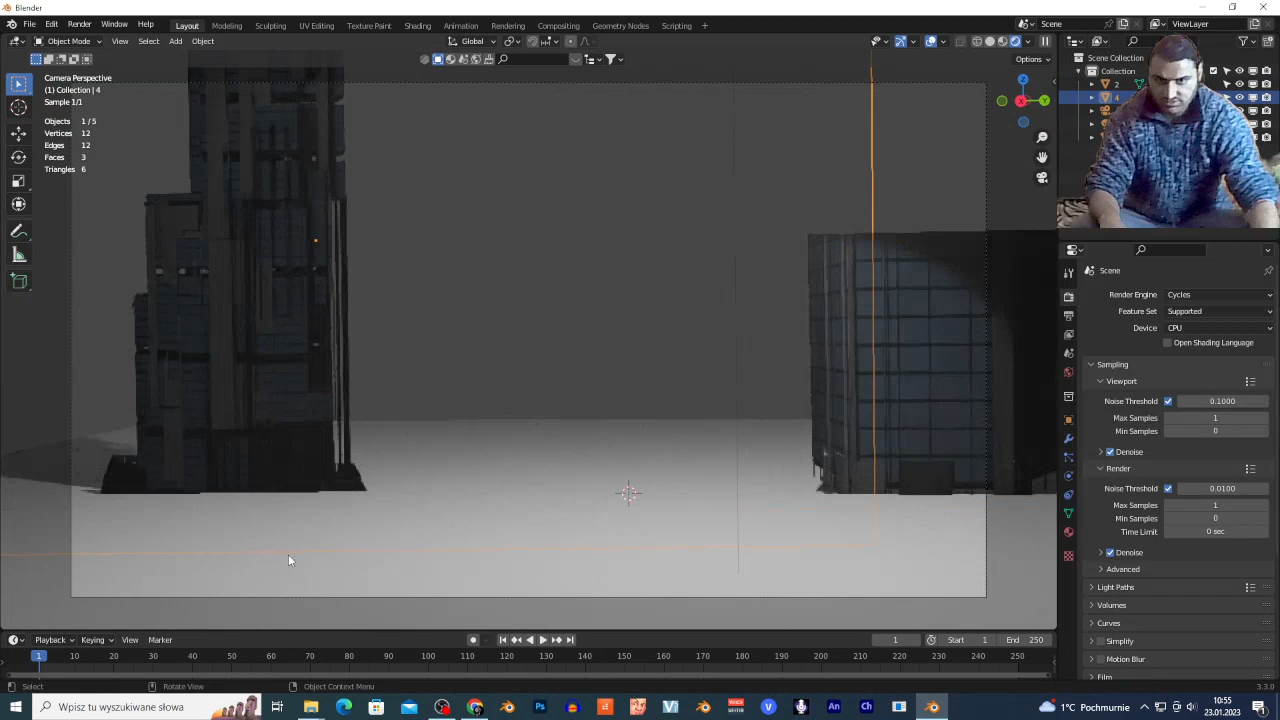 Blender
File Edit Render Window Help Layout Modeling Sculpting UV Editing Texture Paint Shading Animation Rendering Compositing Geometry Nodes Scripting + Scene ViewLayer
Object Mode View Select Add Object Global
Options
Camera Perspective
(1) Collection | 4
Sample 1/1
Objects 1 / 5
Vertices 12
Edges 12
Faces 3
Triangles 6
X Y Z
Scene Collection
Collection
2
4
Scene
Render Engine Cycles
Feature Set Supported
Device CPU
Open Shading Language
Sampling
Viewport
Noise Threshold 0.1000
Max Samples 1
Min Samples 0
Denoise
Render
Noise Threshold 0.0100
Max Samples 1
Min Samples 0
Time Limit 0 sec
Denoise
Advanced
Light Paths
Volumes
Curves
Simplify
Motion Blur
Film
Playback Keying View Marker 1 Start 1 End 250
1 10 20 30 40 50 60 70 80 90 100 110 120 130 140 150 160 170 180 190 200 210 220 230 240 250
Select Rotate View Object Context Menu 3.3.0
Wpisz tu wyszukiwane słowa Ps V An Ch 1°C Pochmurnie 10:55
23.01.2023